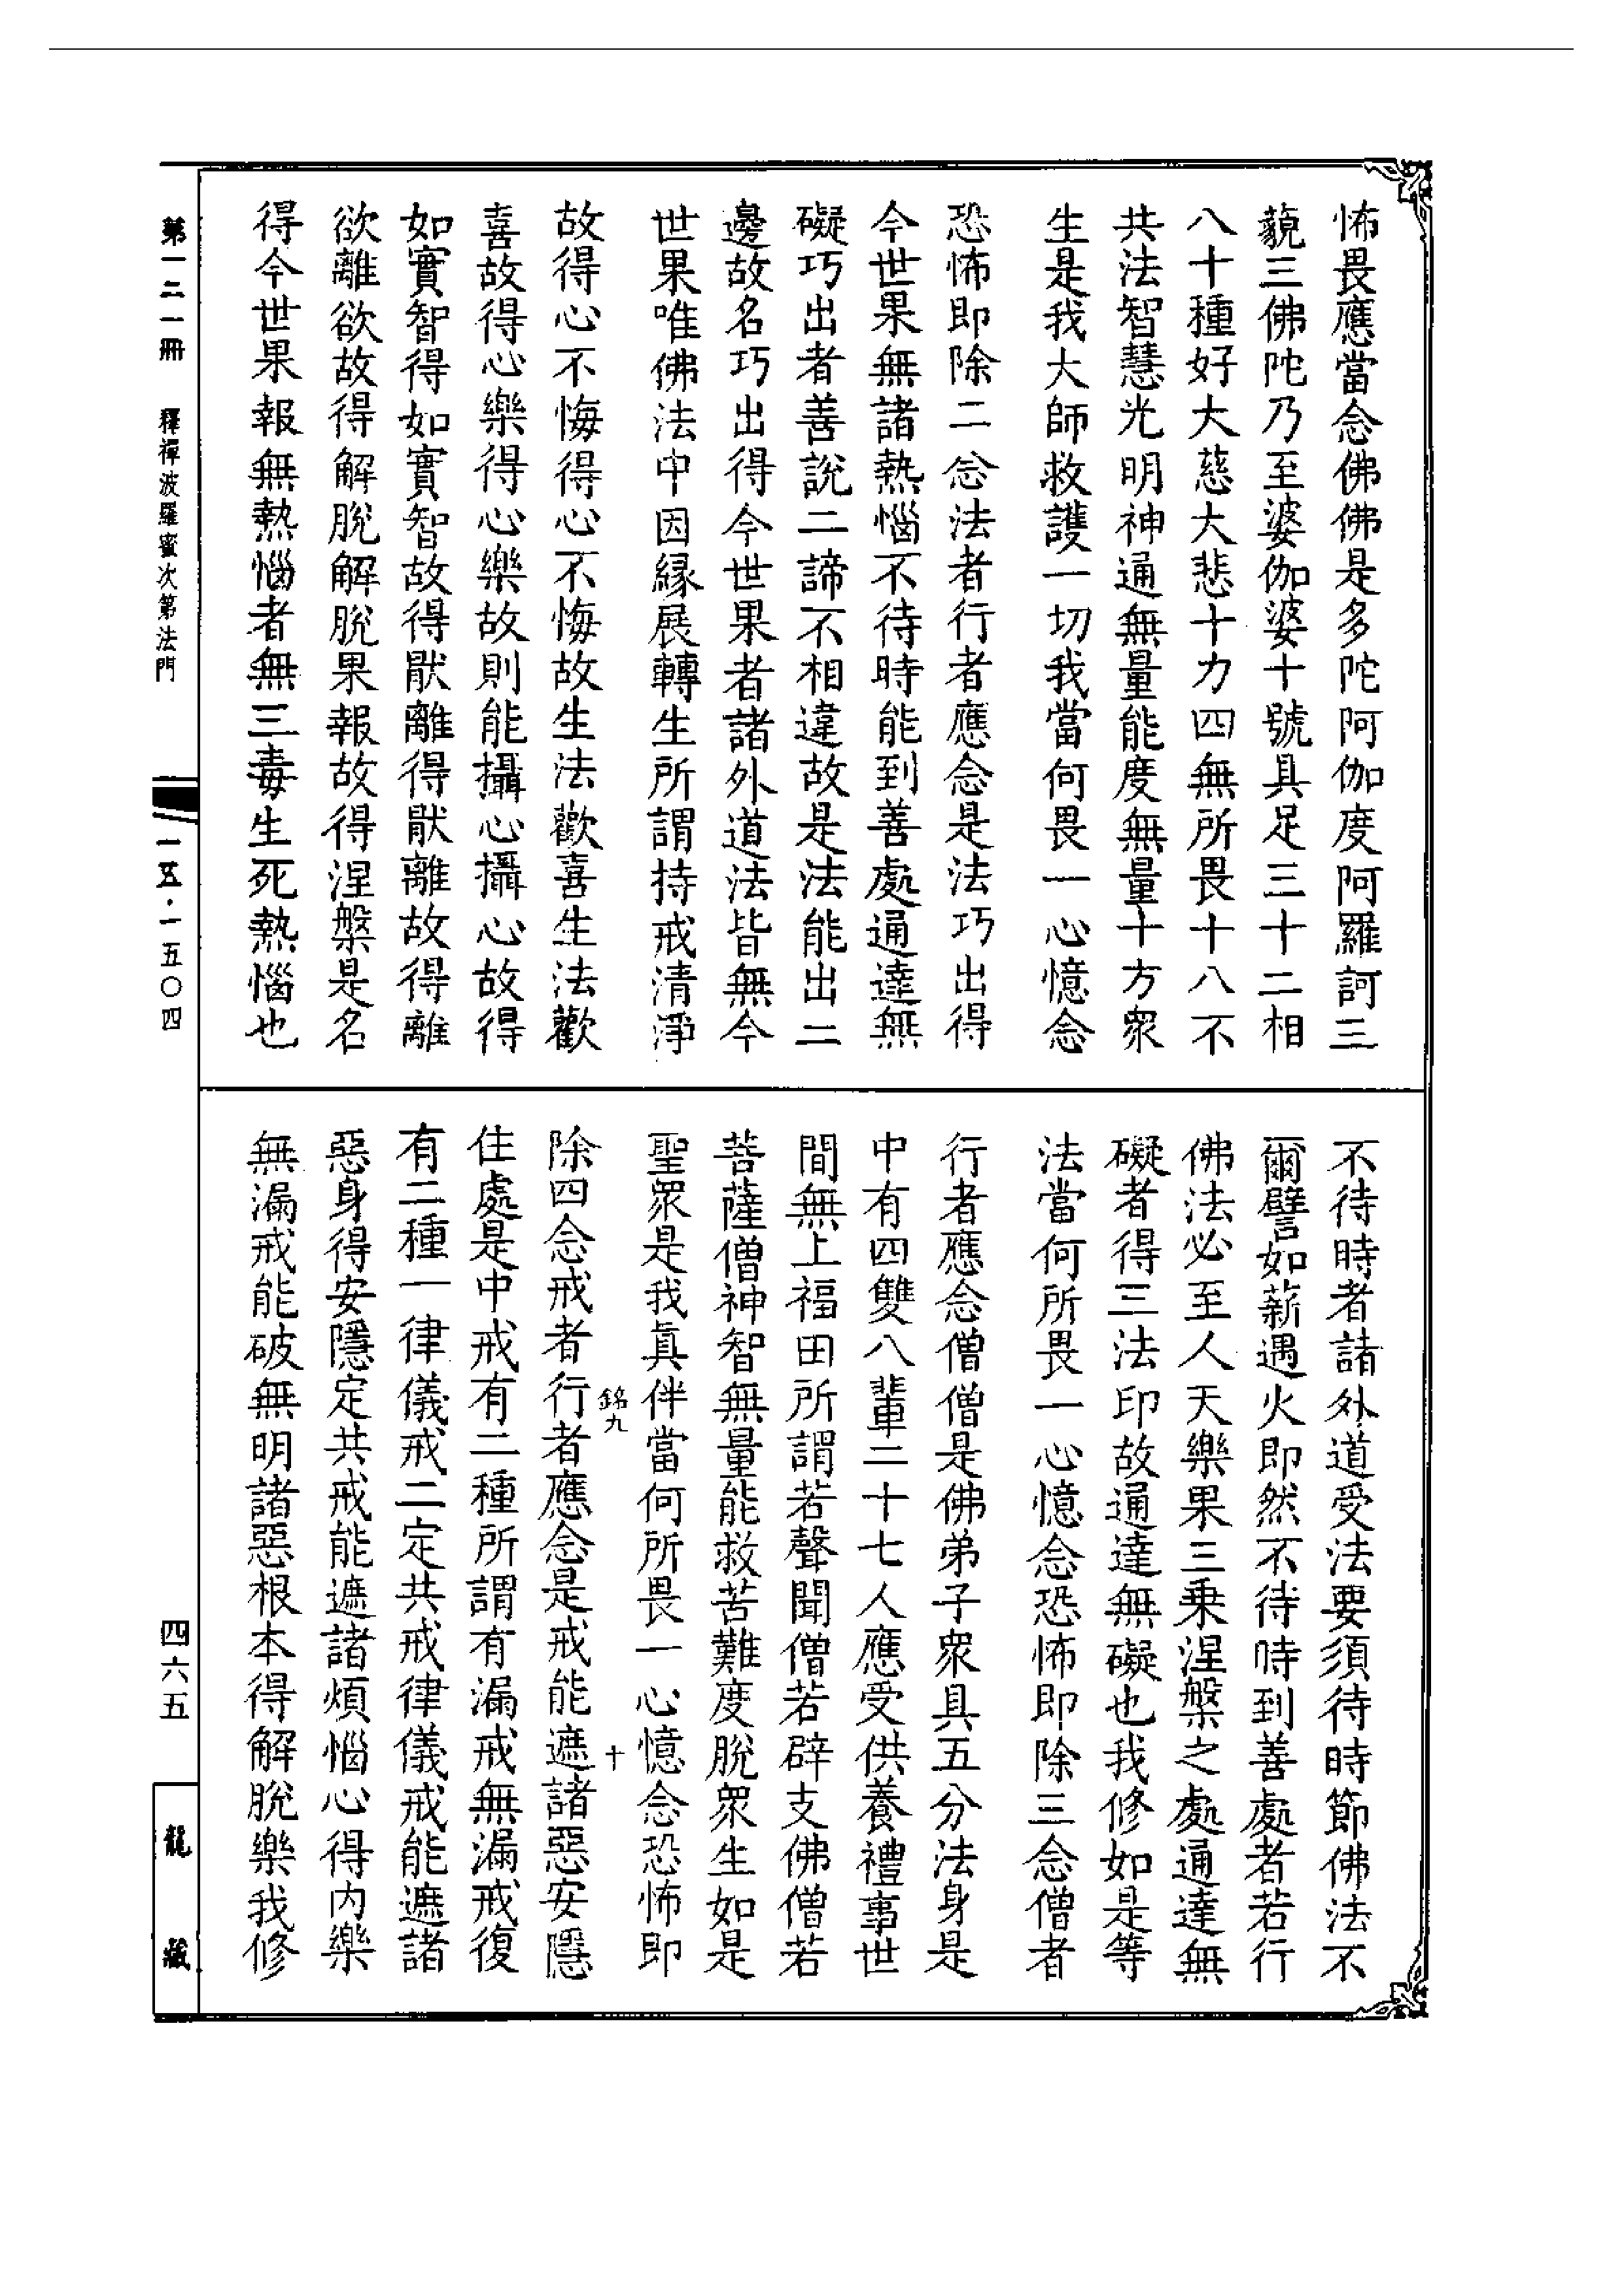 怖畏應當念佛佛是多陀阿伽度阿羅訶三
藐三佛陀乃至婆伽婆十號具足三十二相
八十種好大慈大悲十力四無所畏十八不
共法智慧光明神通無量能度無量十方眾
生是我大師救護一切我當何畏一心憶念
恐怖即除二念法者行者應念是法巧出得
今世果無諸熱惱不待時能到善處通達無
礙巧出者善說二諦不相違故是法能出二
邊故名巧出得今世果者諸外道法皆無今
世果唯佛法中因緣展轉生所謂持戒清淨
故得心不悔得心不悔故生法歡喜生法歡
喜故得心樂得心樂故則能攝心攝心故得
如實智得如實智故得猒離得猒離故得離
欲離欲故得解脫解脫果報故得涅槃是名
得今世果報無熱惱者無三毒生死熱惱也
不待時者諸外道受法要須待時節佛法不
爾譬如薪遇火即然不待時到善處者若行
佛法必至人天樂果三乘涅槃之處通達無
礙者得三法印故通達無礙也我修如是等
法當何所畏一心憶念恐怖即除三念僧者
行者應念僧僧是佛弟子眾具五分法身是
中有四雙八輩二十七人應受供養禮事世
間無上福田所謂若聲聞僧若辟支佛僧若
菩薩僧神智無量能救苦難度脫眾生如是
聖眾是我真伴當何所畏一心憶念恐怖即
銘九 十
除四念戒者行者應念是戒能遮諸惡安隱
住處是中戒有二種所謂有漏戒無漏戒復
有二種一律儀戒二定共戒律儀戒能遮諸
惡身得安隱定共戒能遮諸煩惱心得內樂
無漏戒能破無明諸惡根本得解脫樂我修
第一二一冊 釋禪波羅蜜次第法門 一五·一五〇四 四六五 龍藏